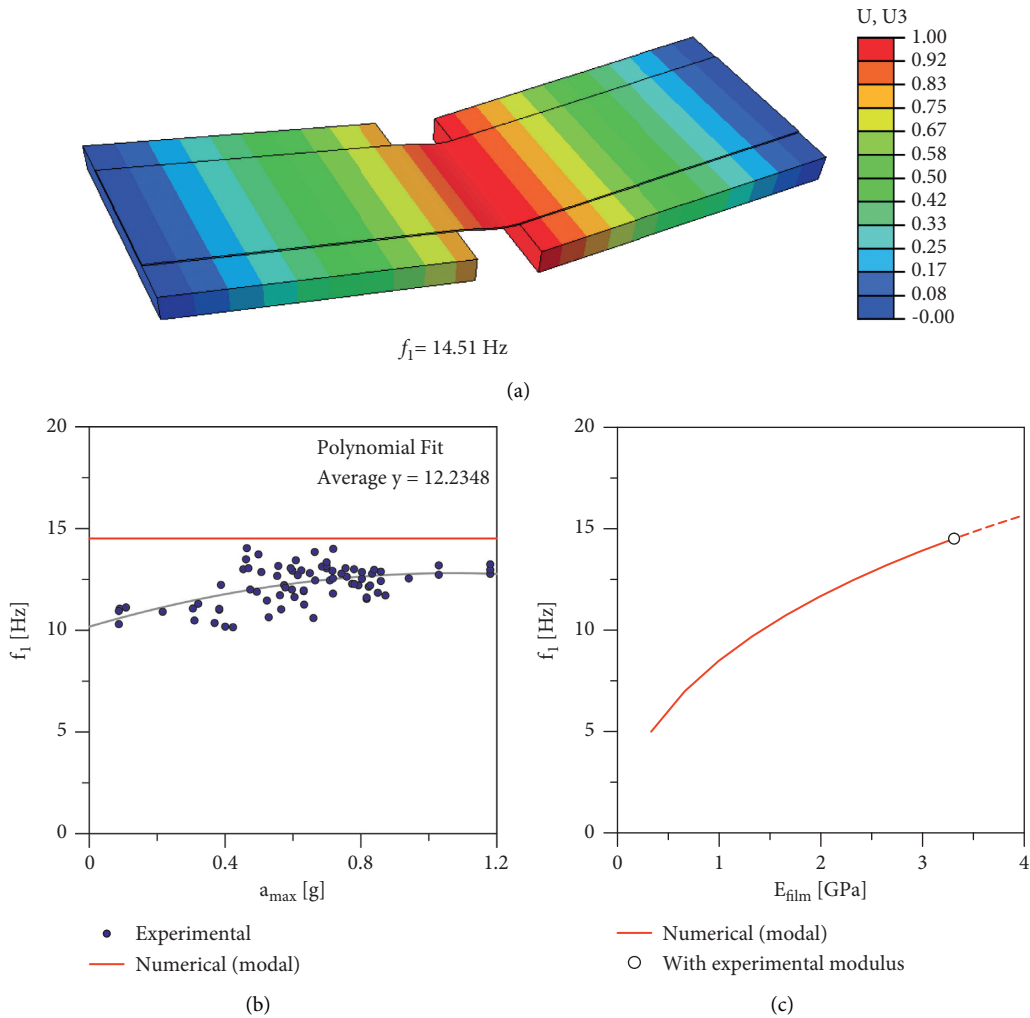 U, U3
1.00
0.92
0.83
0.75
0.67
0.58
0.50
0.42
0.33
0.25
0.17
0.08
-0.00
f1= 14.51 Hz
(a)
20
15
10
5
0
f1 [Hz]
Polynomial Fit
Average y = 12.2348
0 0.4 0.8 1.2
amax [g]
Experimental
Numerical (modal)
(b)
20
15
10
5
0
f1 [Hz]
0 1 2 3 4
Efilm [GPa]
Numerical (modal)
With experimental modulus
(c)